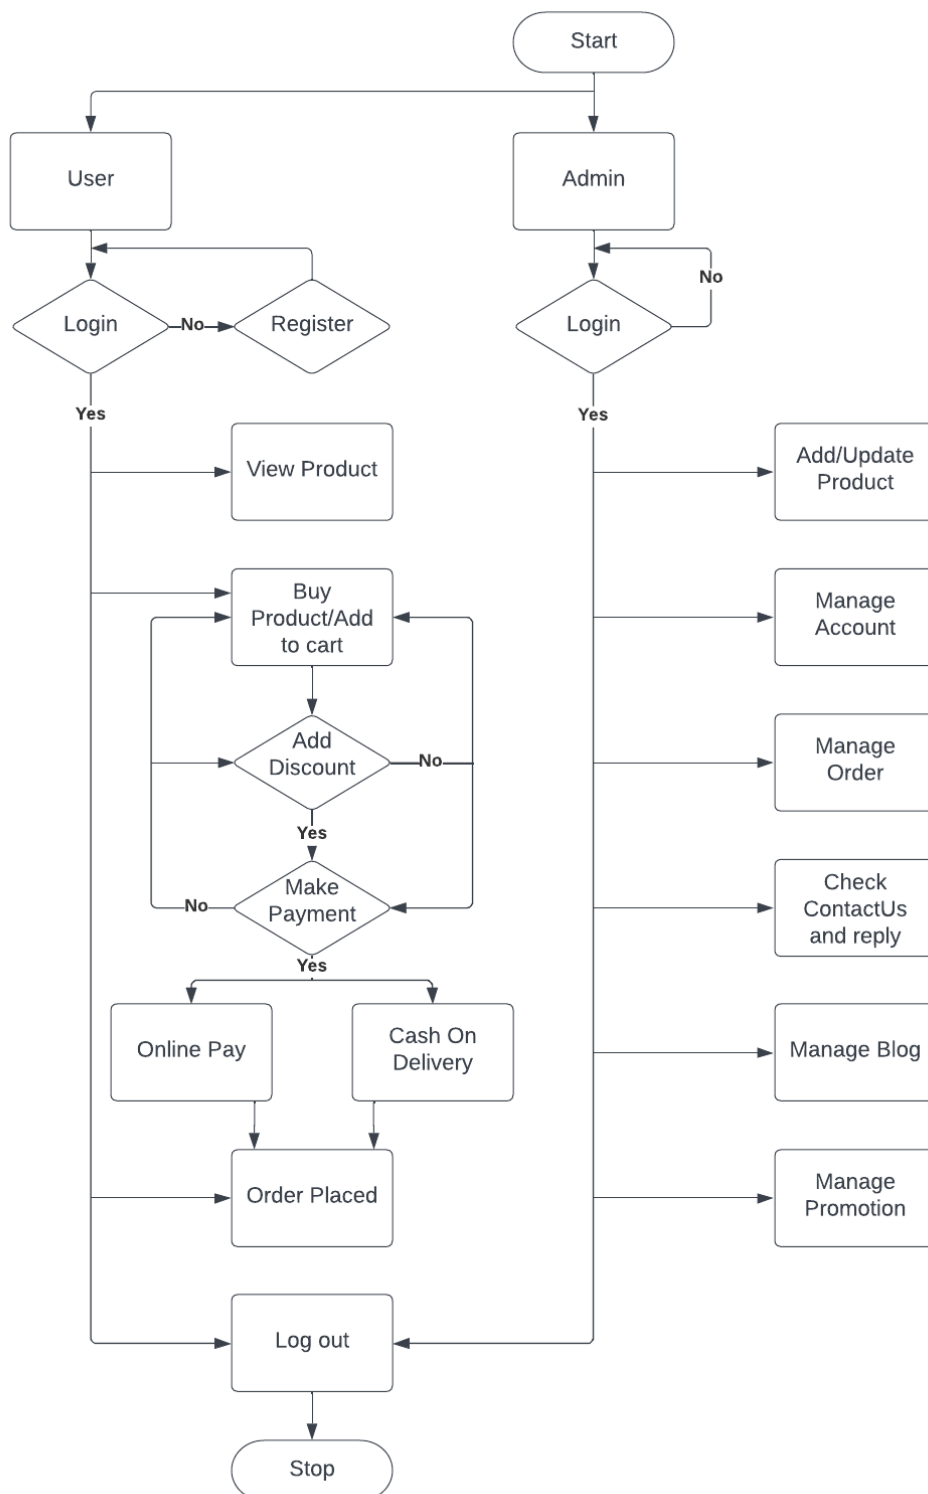 Start
User
Admin
No
Login
No
Register
Login
Yes
Yes
View Product
Add/Update
Product
Buy
Product/Add
to cart
Manage
Account
Add
Discount
No
Manage
Order
Yes
Make
Payment
No
Check
ContactUs
and reply
Yes
Online Pay
Cash On
Delivery
Manage Blog
Order Placed
Manage
Promotion
Log out
Stop